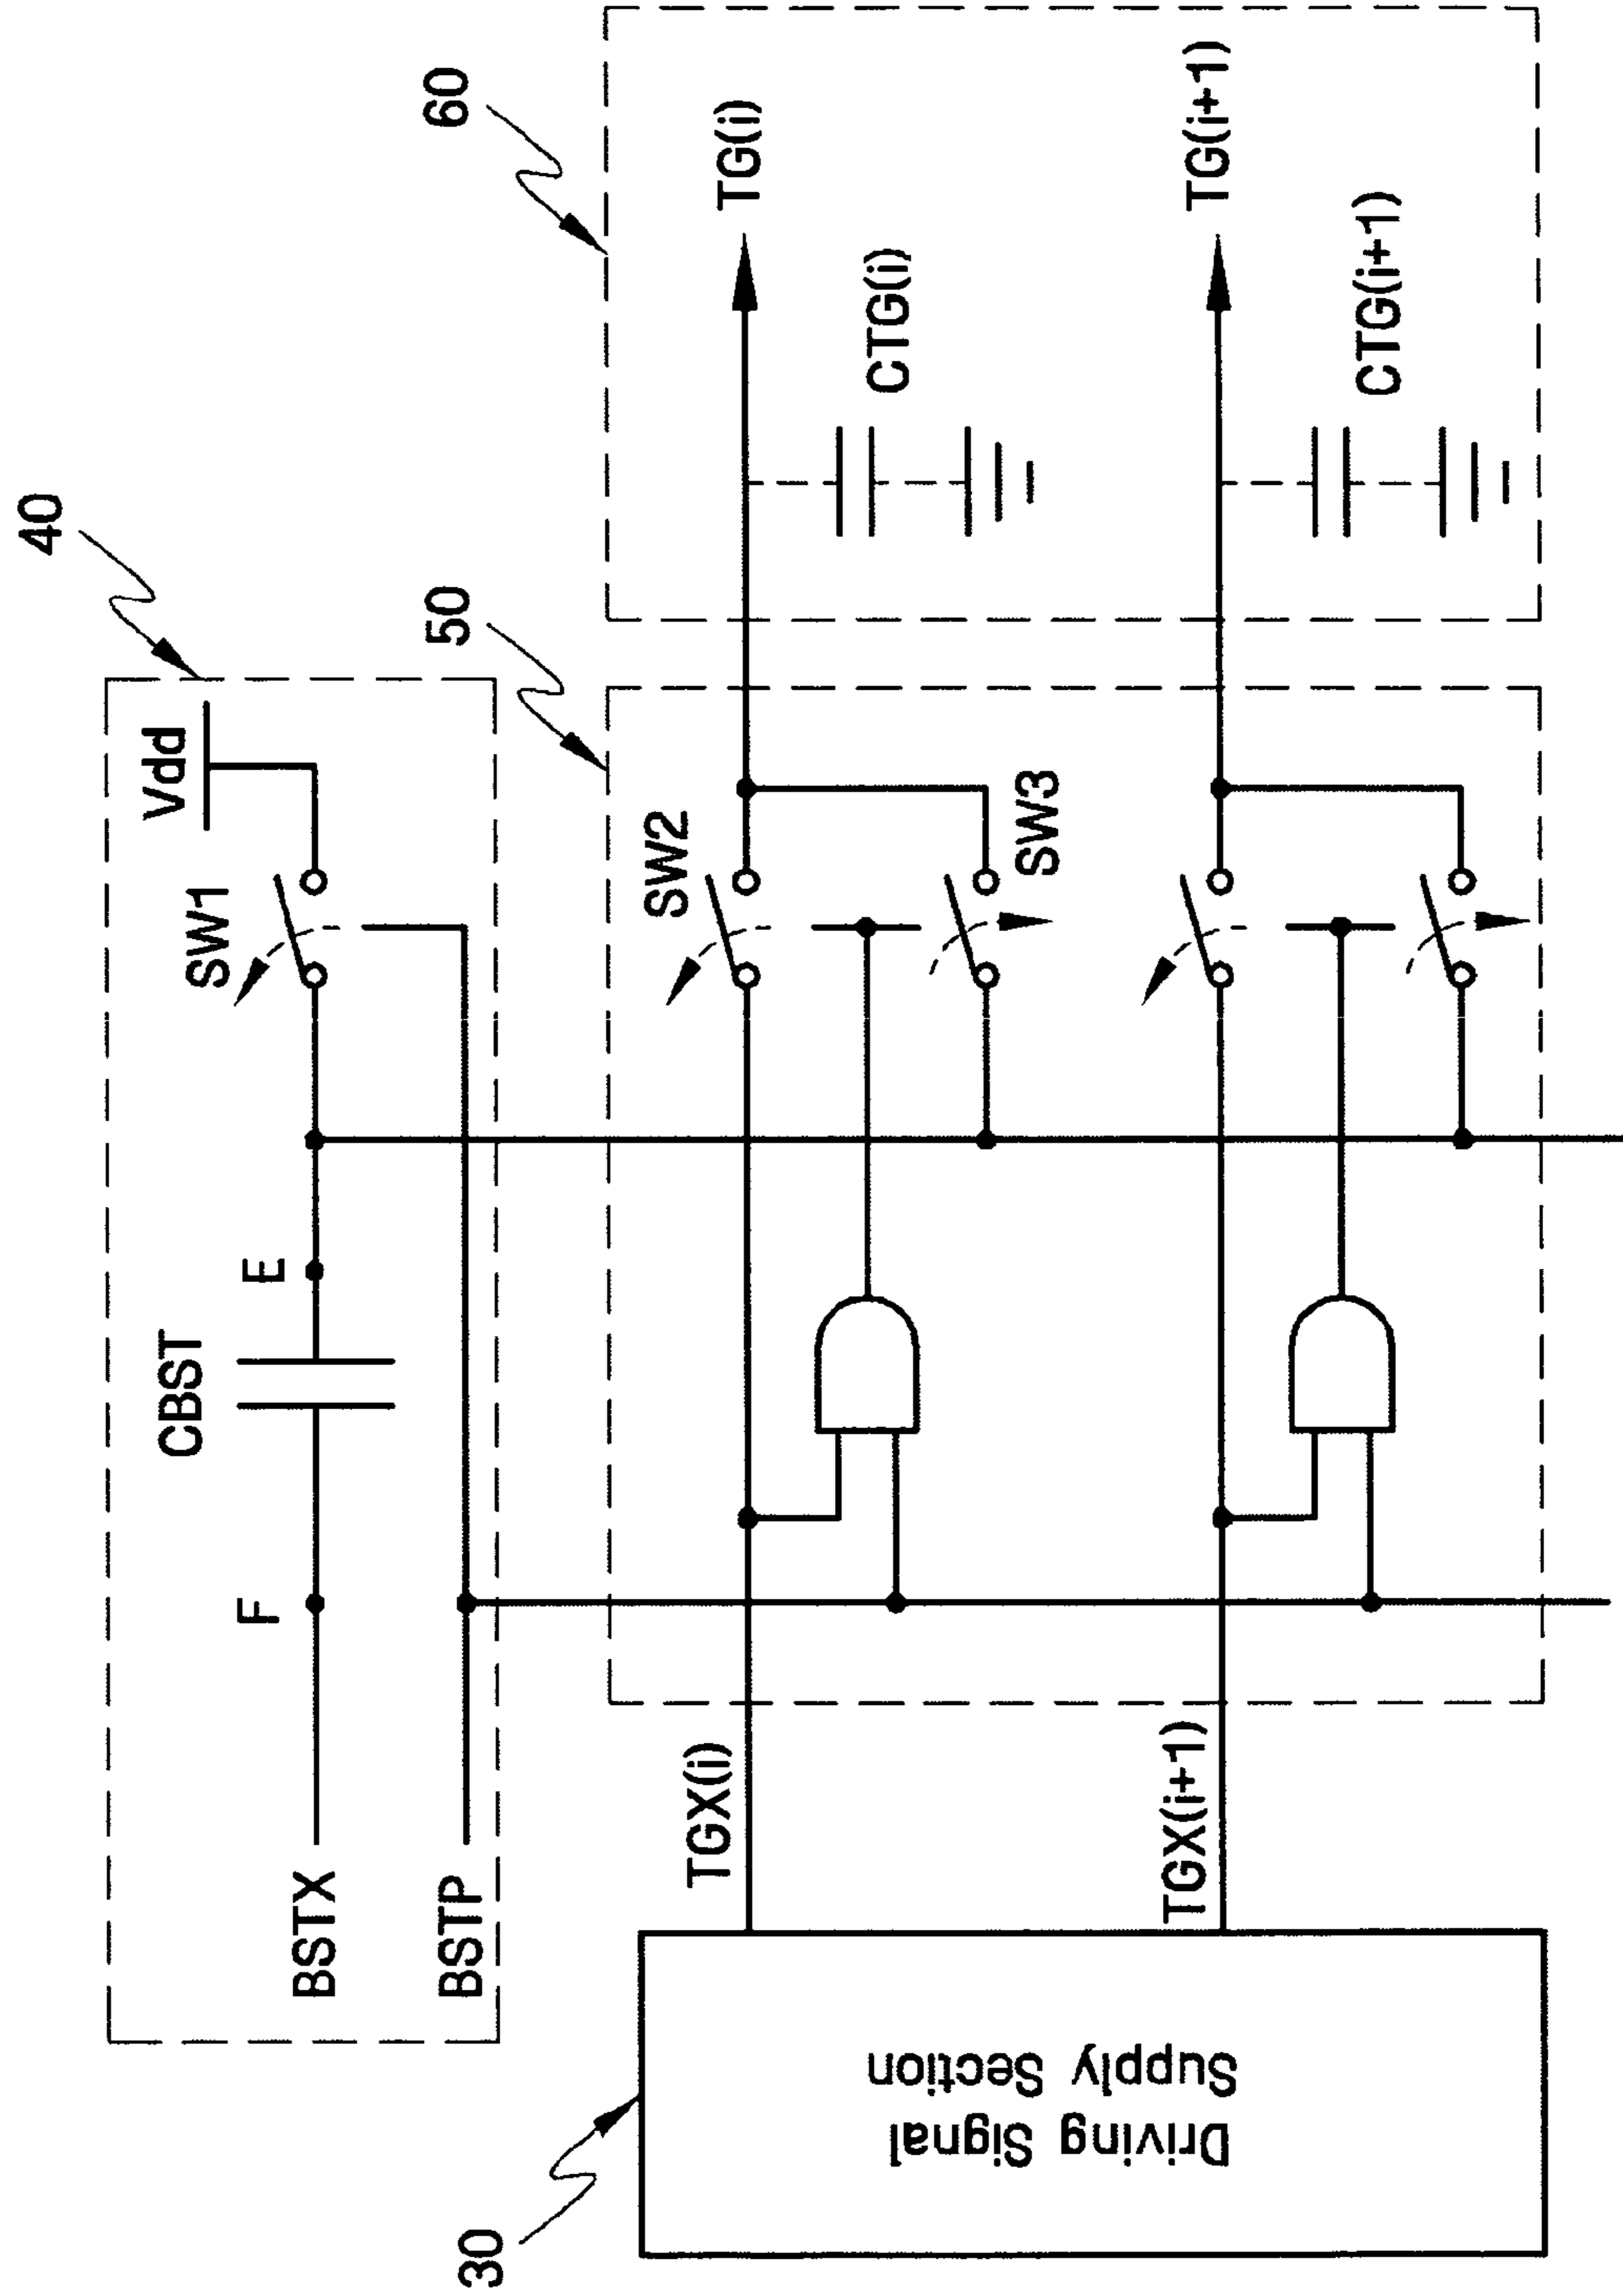 40
Vdd
SW1
E
CBST
F
BSTX
BSTP
60
TG(i)
CTG(i)
TG(i+1)
CTG(i+1)
50
SW2
SW3
TGX(i)
TGX(i+1)
30
Driving Signal
Supply Section